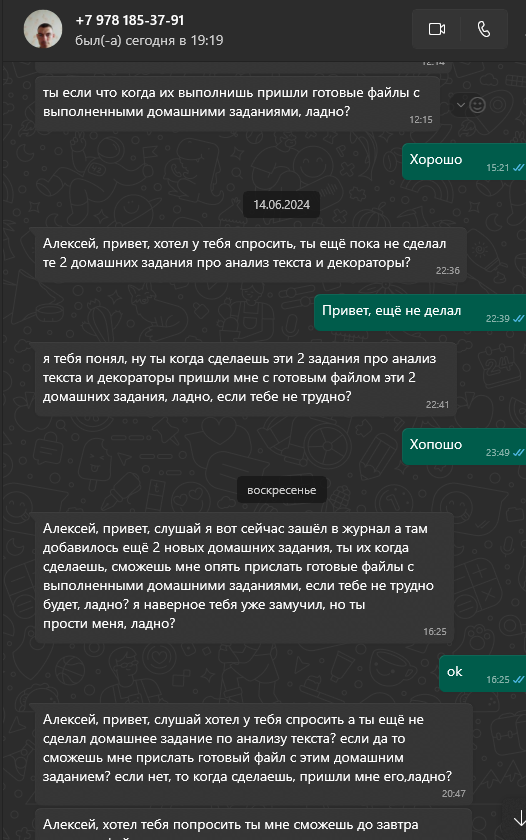 +7 978 185-37-91
был(-а) сегодня в 19:19
12:14
ты если что когда их выполнишь пришли готовые файлы с
выполненными домашними заданиями, ладно?
12:15
Хорошо
15:21
14.06.2024
Алексей, привет, хотел у тебя спросить, ты ещё пока не сделал
те 2 домашних задания про анализ текста и декораторы?
22:36
Привет, ещё не делал
22:39
я тебя понял, ну ты когда сделаешь эти 2 задания про анализ
текста и декораторы пришли мне с готовым файлом эти 2
домашних задания, ладно, если тебе не трудно?
22:41
Хопошо
23:49
воскресенье
Алексей, привет, слушай я вот сейчас зашёл в журнал а там
добавилось ещё 2 новых домашних задания, ты их когда
сделаешь, сможешь мне опять прислать готовые файлы с
выполненными домашними заданиями, если тебе не трудно
будет, ладно? я наверное тебя уже замучил, но ты
прости меня, ладно?
16:25
ok
16:25
Алексей, привет, слушай хотел у тебя спросить а ты ещё не
сделал домашнее задание по анализу текста? если да то
сможешь мне прислать готовый файл с этим домашним
заданием? если нет, то когда сделаешь, пришли мне его,ладно?
20:47
Алексей, хотел тебя попросить ты мне сможешь до завтра